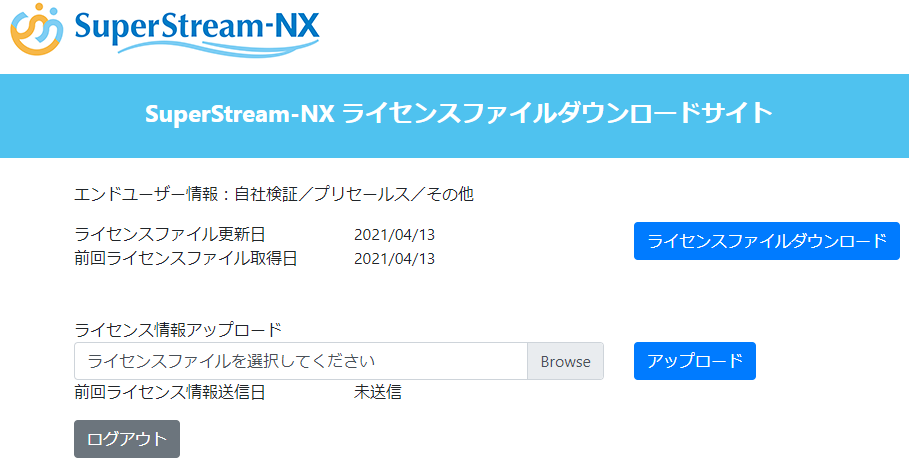 SuperStream-NX
SuperStream-NX ライセンスファイルダウンロードサイト
エンドユーザー情報：自社検証／プリセールス／その他
ライセンスファイル更新日 2021/04/13
ライセンスファイルダウンロード
前回ライセンスファイル取得日 2021/04/13
ライセンス情報アップロード
ライセンスファイルを選択してください Browse アップロード
前回ライセンス情報送信日 未送信
ログアウト